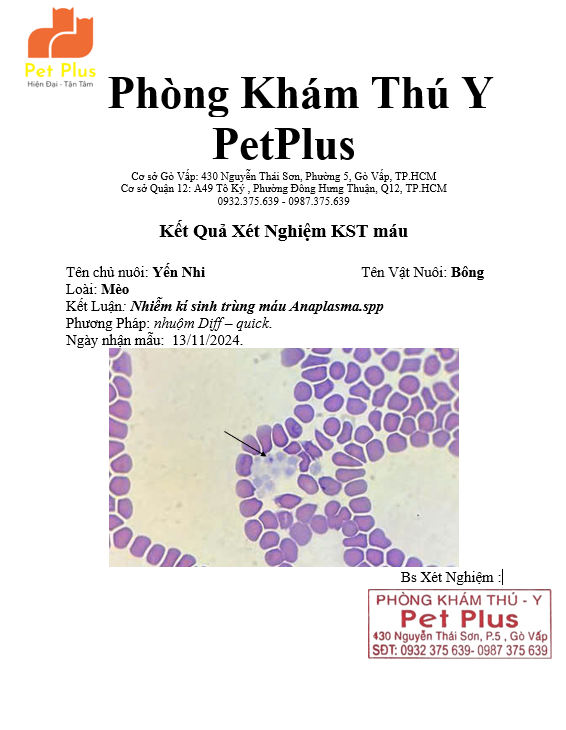 Pet Plus
Hiện Đại - Tận Tâm
Phòng Khám Thú Y
PetPlus
Cơ sở Gò Vấp: 430 Nguyễn Thái Sơn, Phường 5, Gò Vấp, TP.HCM
Cơ sở Quận 12: A49 Tô Ký , Phường Đông Hưng Thuận, Q12, TP.HCM
0932.375.639 - 0987.375.639
Kết Quả Xét Nghiệm KST máu
Tên chủ nuôi: Yến Nhi Tên Vật Nuôi: Bông
Loài: Mèo
Kết Luận: Nhiễm kí sinh trùng máu Anaplasma.spp
Phương Pháp: nhuộm Diff – quick.
Ngày nhận mẫu: 13/11/2024.
Bs Xét Nghiệm :
PHÒNG KHÁM THÚ - Y
Pet Plus
430 Nguyễn Thái Sơn, P.5 , Gò Vấp
SĐT: 0932 375 639- 0987 375 639